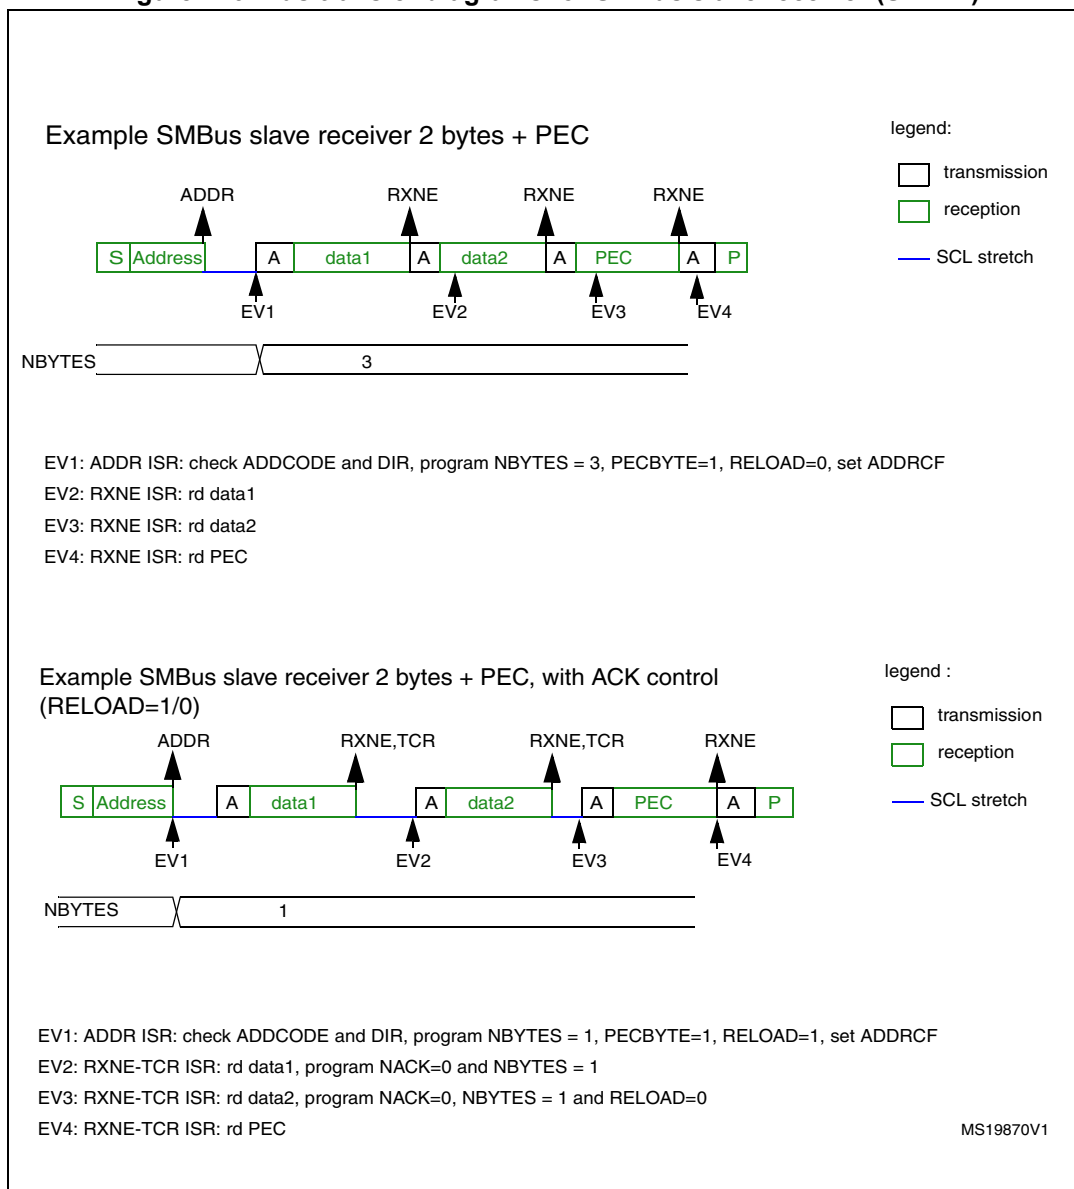 Example SMBus slave receiver 2 bytes + PEC
legend:
transmission
reception
SCL stretch
ADDR RXNE RXNE RXNE
S Address A data1 A data2 A PEC A P
EV1 EV2 EV3 EV4
NBYTES 3
EV1: ADDR ISR: check ADDCODE and DIR, program NBYTES = 3, PECBYTE=1, RELOAD=0, set ADDRCF
EV2: RXNE ISR: rd data1
EV3: RXNE ISR: rd data2
EV4: RXNE ISR: rd PEC
Example SMBus slave receiver 2 bytes + PEC, with ACK control
(RELOAD=1/0)
legend :
transmission
reception
SCL stretch
ADDR RXNE,TCR RXNE,TCR RXNE
S Address A data1 A data2 A PEC A P
EV1 EV2 EV3 EV4
NBYTES 1
EV1: ADDR ISR: check ADDCODE and DIR, program NBYTES = 1, PECBYTE=1, RELOAD=1, set ADDRCF
EV2: RXNE-TCR ISR: rd data1, program NACK=0 and NBYTES = 1
EV3: RXNE-TCR ISR: rd data2, program NACK=0, NBYTES = 1 and RELOAD=0
EV4: RXNE-TCR ISR: rd PEC
MS19870V1